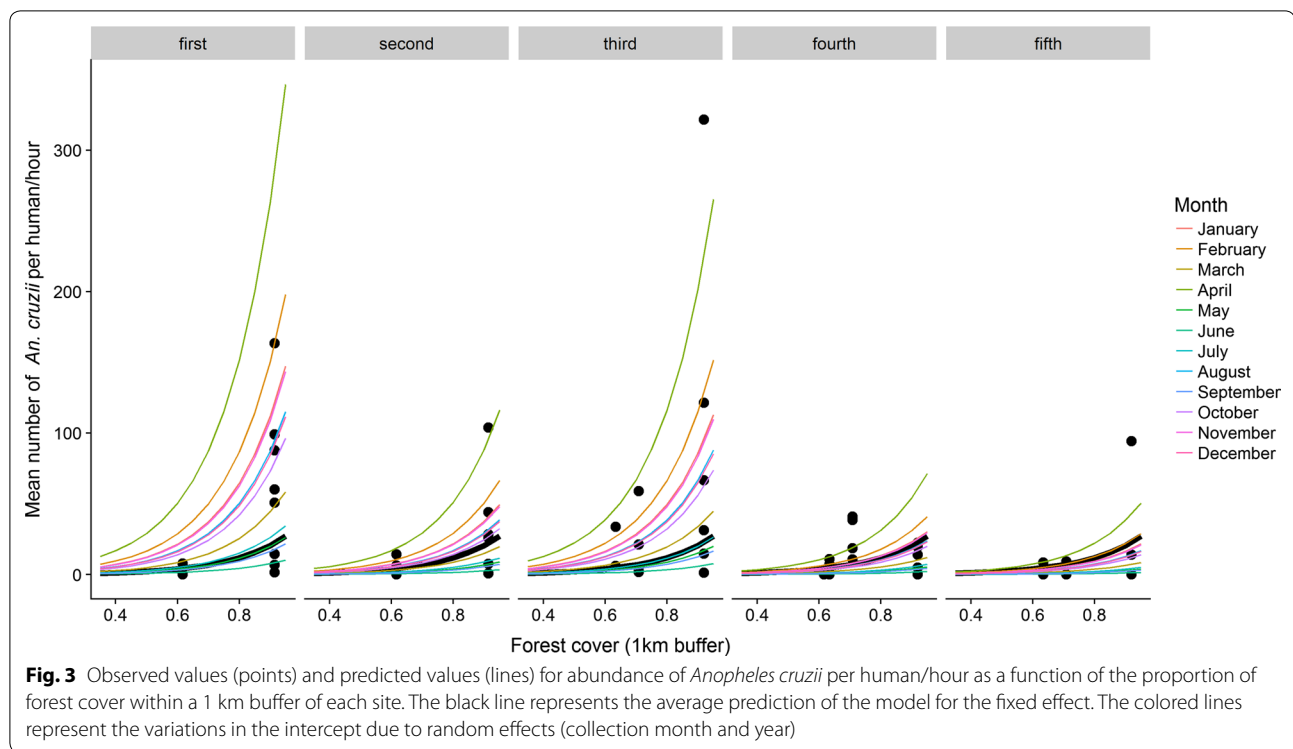 first second third fourth fifth
300
200
100
0
Mean number of An. cruzii per human/hour
0.4 0.6 0.8 0.4 0.6 0.8 0.4 0.6 0.8 0.4 0.6 0.8 0.4 0.6 0.8
Forest cover (1km buffer)
Month
January
February
March
April
May
June
July
August
September
October
November
December
Fig. 3 Observed values (points) and predicted values (lines) for abundance of Anopheles cruzii per human/hour as a function of the proportion of
forest cover within a 1 km buffer of each site. The black line represents the average prediction of the model for the fixed effect. The colored lines
represent the variations in the intercept due to random effects (collection month and year)